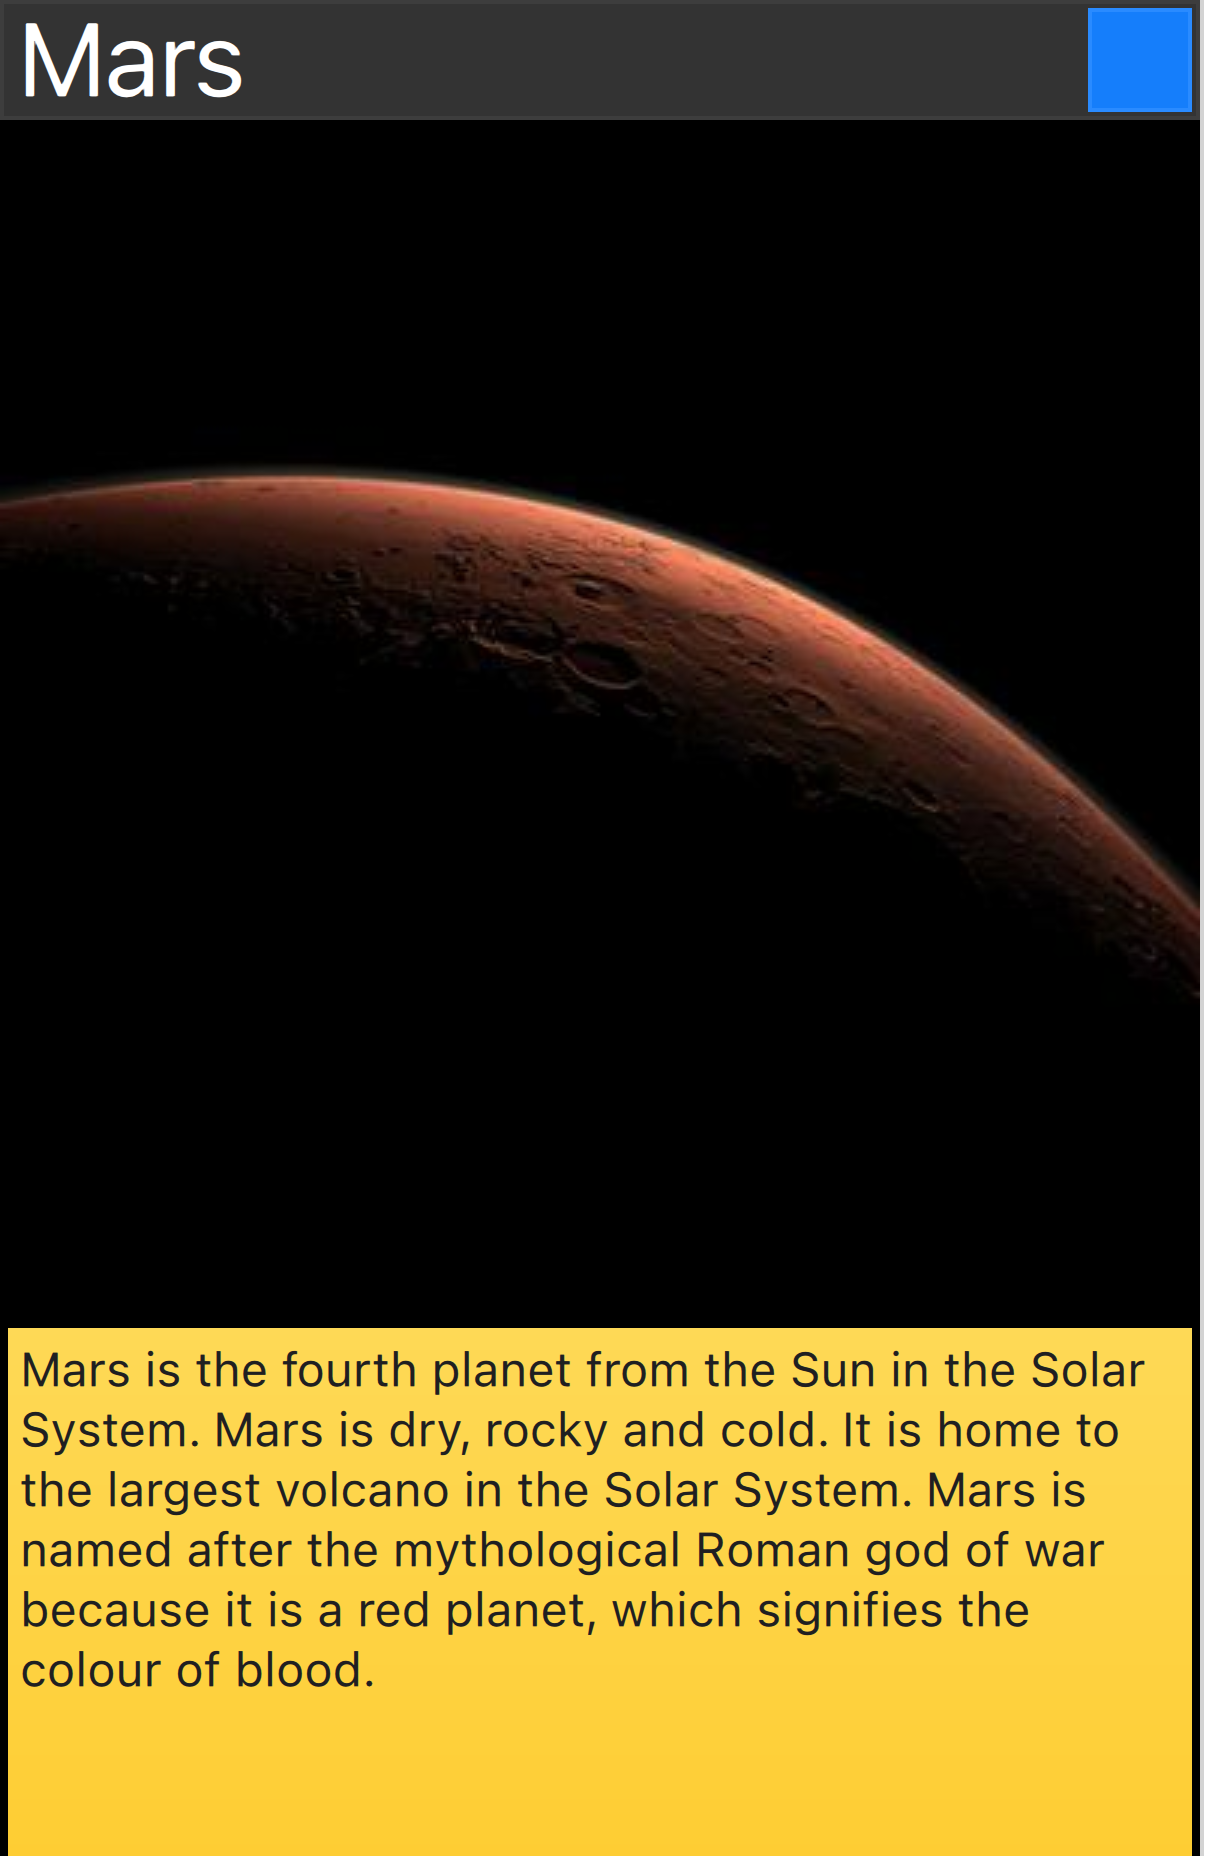 Mars
Mars is the fourth planet from the Sun in the Solar
System. Mars is dry, rocky and cold. It is home to
the largest volcano in the Solar System. Mars is
named after the mythological Roman god of war
because it is a red planet, which signifies the
colour of blood.